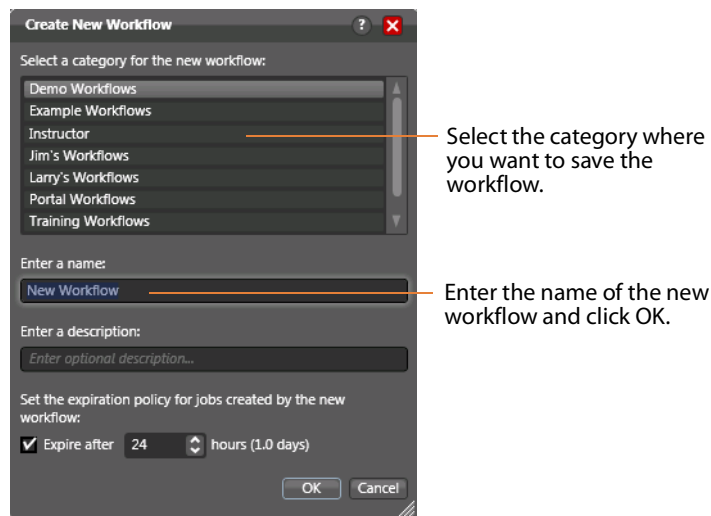 Create New Workflow
?
Select a category for the new workflow:
Demo Workflows
Example Workflows
Instructor
Jim's Workflows
Larry's Workflows
Portal Workflows
Training Workflows
Select the category where
you want to save the
workflow.
Enter a name:
New Workflow
Enter the name of the new
workflow and click OK.
Enter a description:
Enter optional description...
Set the expiration policy for jobs created by the new
workflow:
Expire after 24 hours (1.0 days)
OK Cancel